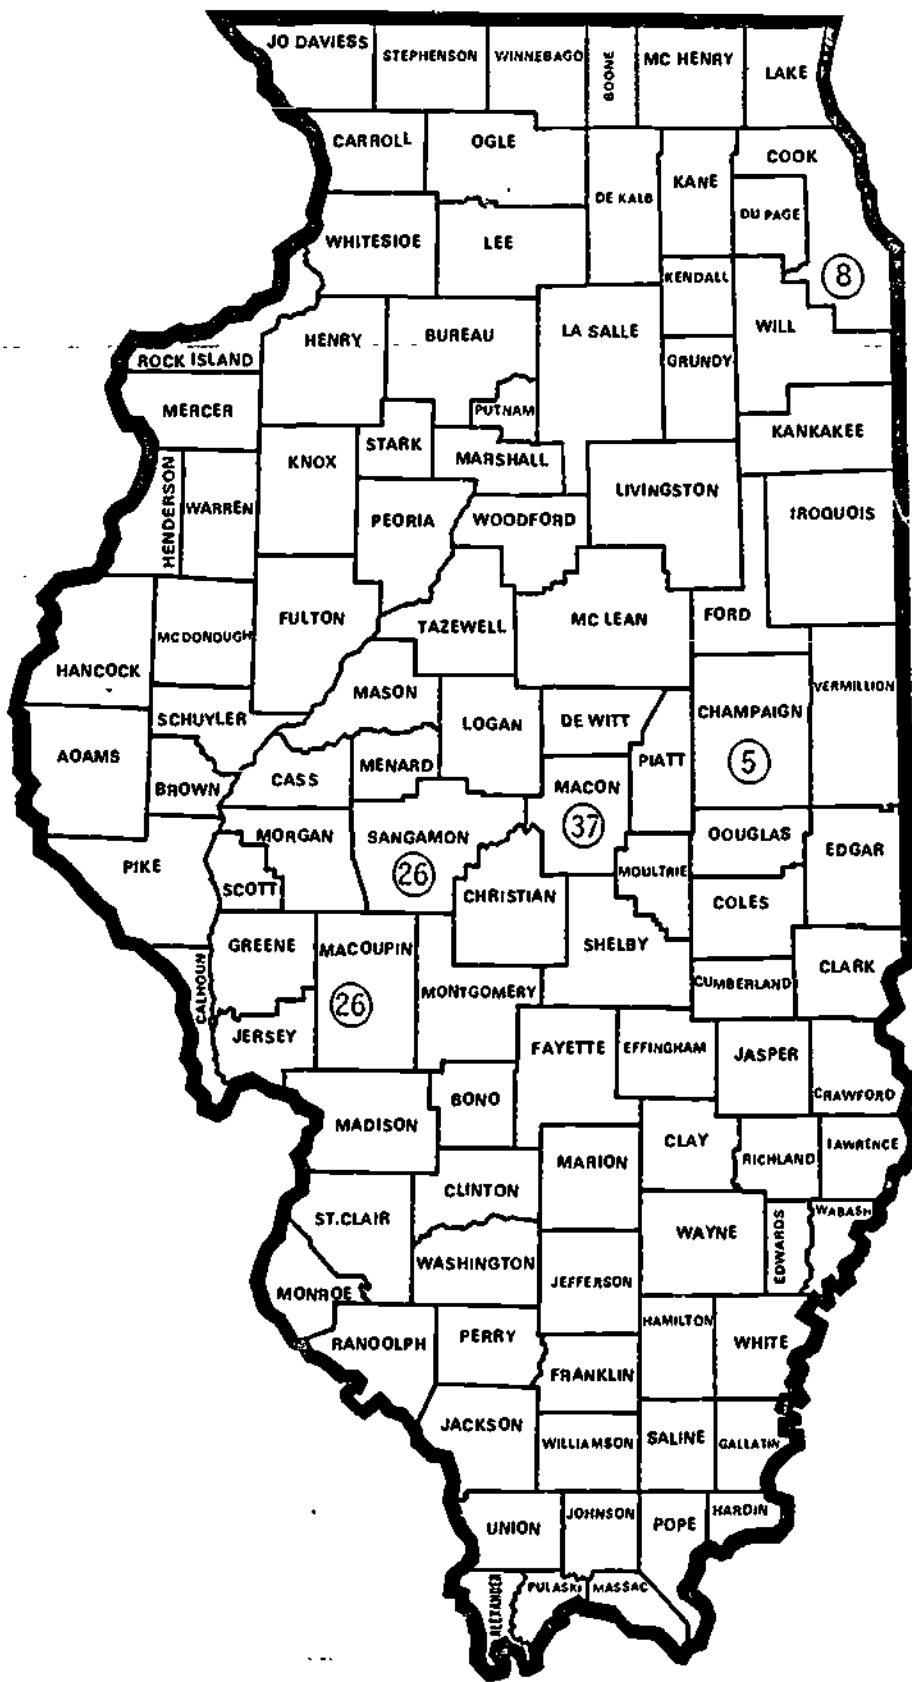 JO DAVIESS
STEPHENSON
WINNEBAGO
BOONE
MC HENRY
LAKE
CARROLL
OGLE
DE KALB
KANE
COOK
DU PAGE
WHITESIOE
LEE
KENDALL
8
HENRY
BUREAU
LA SALLE
WILL
ROCK ISLAND
GRUNDY
MERCER
PUTNAM
KANKAKEE
KNOX
STARK
MARSHALL
HENDERSON
WARREN
PEORIA
WOODFORD
LIVINGSTON
IROQUOIS
FULTON
TAZEWELL
MC LEAN
FORD
MCDONOUGH
HANCOCK
MASON
VERMILLION
SCHUYLER
LOGAN
DE WITT
CHAMPAIGN
AOAMS
BROWN
CASS
MENARD
PIATT
5
MACON
37
MORGAN
SANGAMON
26
OOUGLAS
EDGAR
PIKE
SCOTT
CHRISTIAN
MOULTRIE
COLES
GREENE
MACOUPIN
26
SHELBY
CALHOUN
MONTGOMERY
CUMBERLAND
CLARK
JERSEY
FAYETTE
EFFINGHAM
JASPER
CRAWFORD
MADISON
BONO
MARION
CLAY
RICHLAND
LAWRENCE
CLINTON
ST.CLAIR
WAYNE
EDWARDS
WABASH
WASHINGTON
MONROE
JEFFERSON
RANOOLPH
PERRY
HAMILTON
WHITE
FRANKLIN
JACKSON
WILLIAMSON
SALINE
GALLATIN
UNION
JOHNSON
POPE
HARDIN
ALEXANDER
PULASKI
MASSAC